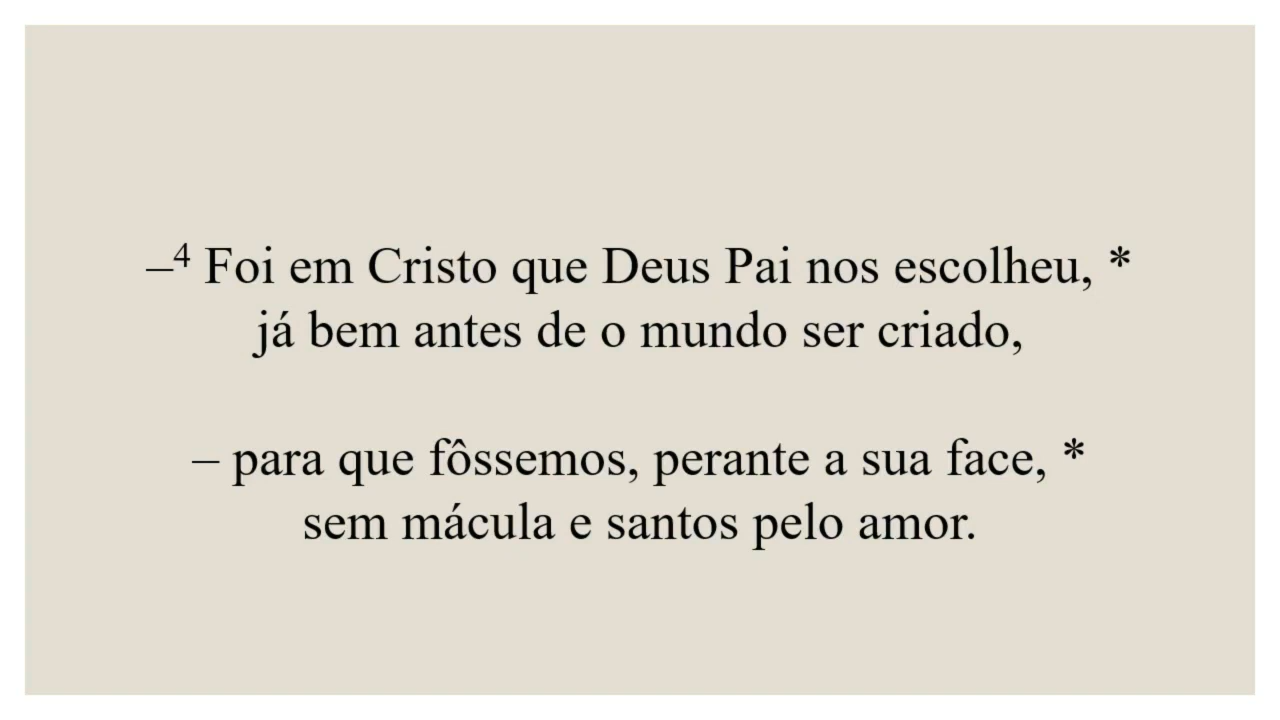 –⁴ Foi em Cristo que Deus Pai nos escolheu, *
já bem antes de o mundo ser criado,
– para que fôssemos, perante a sua face, *
sem mácula e santos pelo amor.